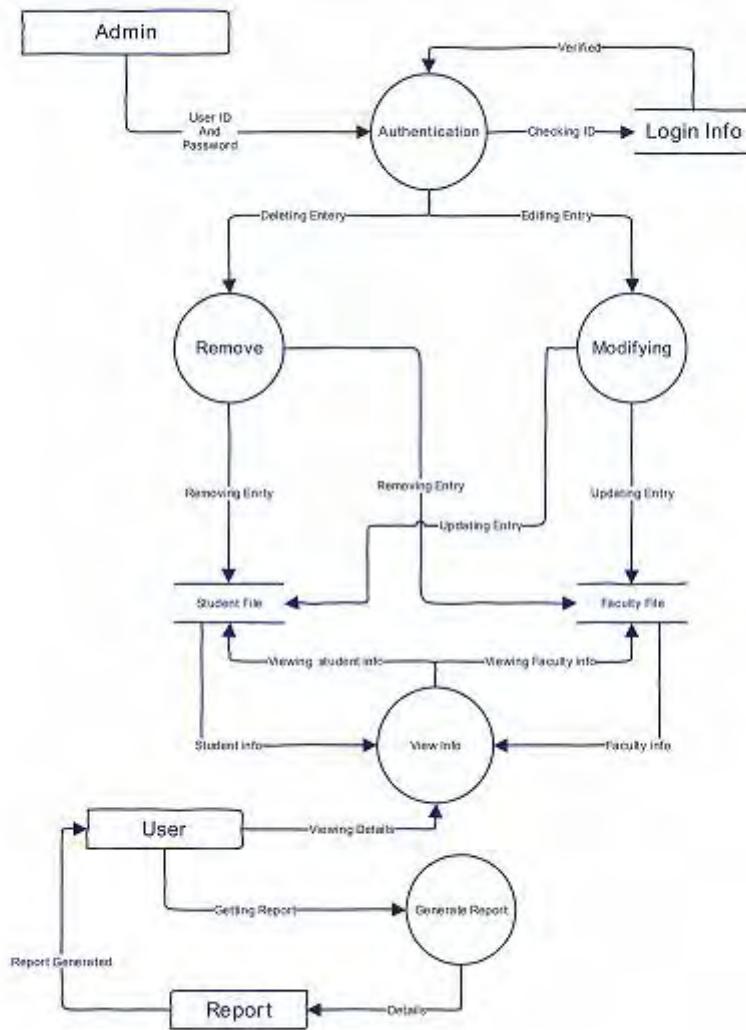 Admin
Verified
User ID
And
Password
Authentication
Checking ID
Login Info
Deleting Entery
Editing Entry
Remove
Modifying
Removing Enrty
Removing Entry
Updating Entry
Updating Entry
Student File
Faculty File
Viewing student info
Viewing Faculty info
Student info
View Info
Faculty info
User
Viewing Details
Getting Report
Generate Report
Report Generated
Report
Details